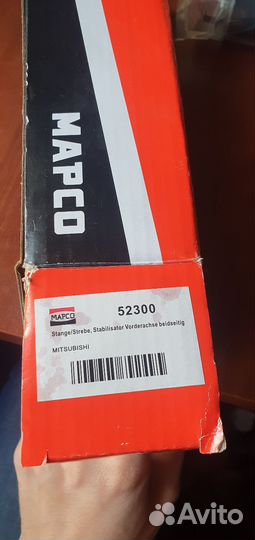 MAPCO
MAPCO
52300
Stange/Strebe, Stabilisator Vorderachse beidseitig
MITSUBISHI
Avito